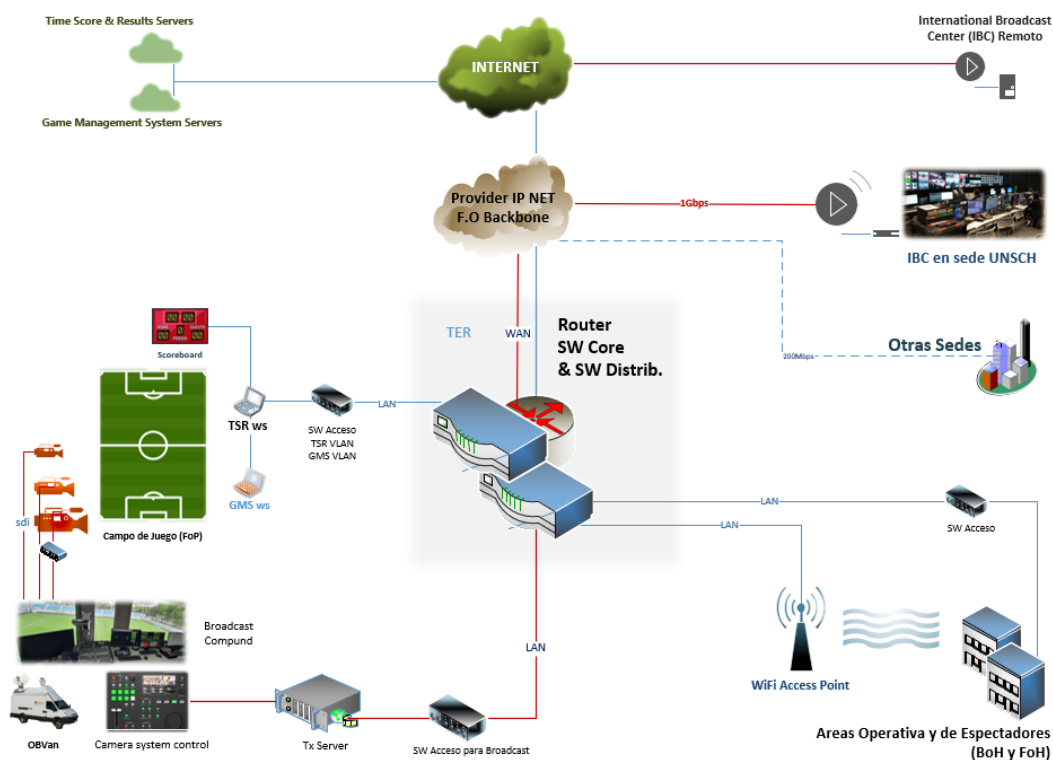 Time Score & Results Servers
Game Management System Servers
INTERNET
International Broadcast
Center (IBC) Remoto
Provider IP NET
F.O Backbone
1Gbps
IBC en sede UNSCH
TER
WAN
Router
SW Core
& SW Distrib.
Otras Sedes
200Mbps
Scoreboard
TSR ws
SW Acceso
TSR VLAN
GMS VLAN
LAN
GMS ws
sdi
Campo de Juego (FoP)
LAN
SW Acceso
LAN
Broadcast
Compund
LAN
WiFi Access Point
OBVan
Camera system control
Tx Server
SW Acceso para Broadcast
Areas Operativa y de Espectadores
(BoH y FoH)